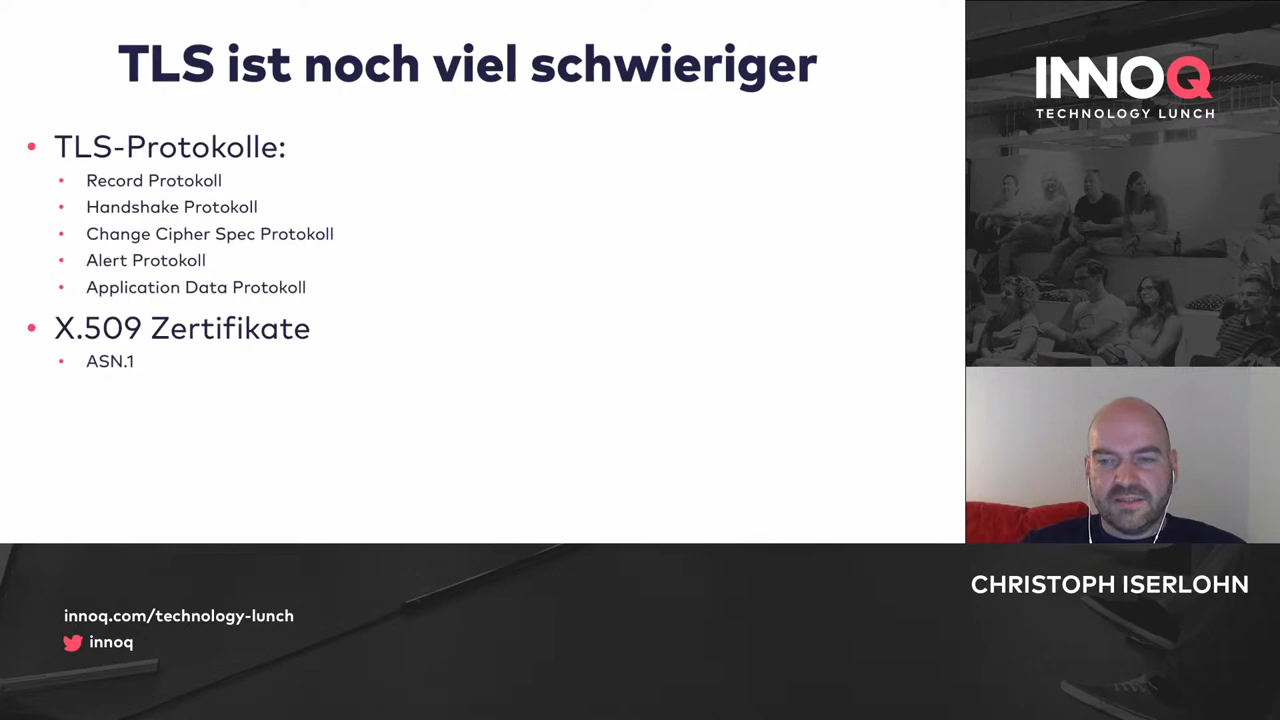 TLS ist noch viel schwieriger
• TLS-Protokolle:
• Record Protokoll
• Handshake Protokoll
• Change Cipher Spec Protokoll
• Alert Protokoll
• Application Data Protokoll
• X.509 Zertifikate
• ASN.1
INNOQ
TECHNOLOGY LUNCH
CHRISTOPH ISERLOHN
innoq.com/technology-lunch
innoq